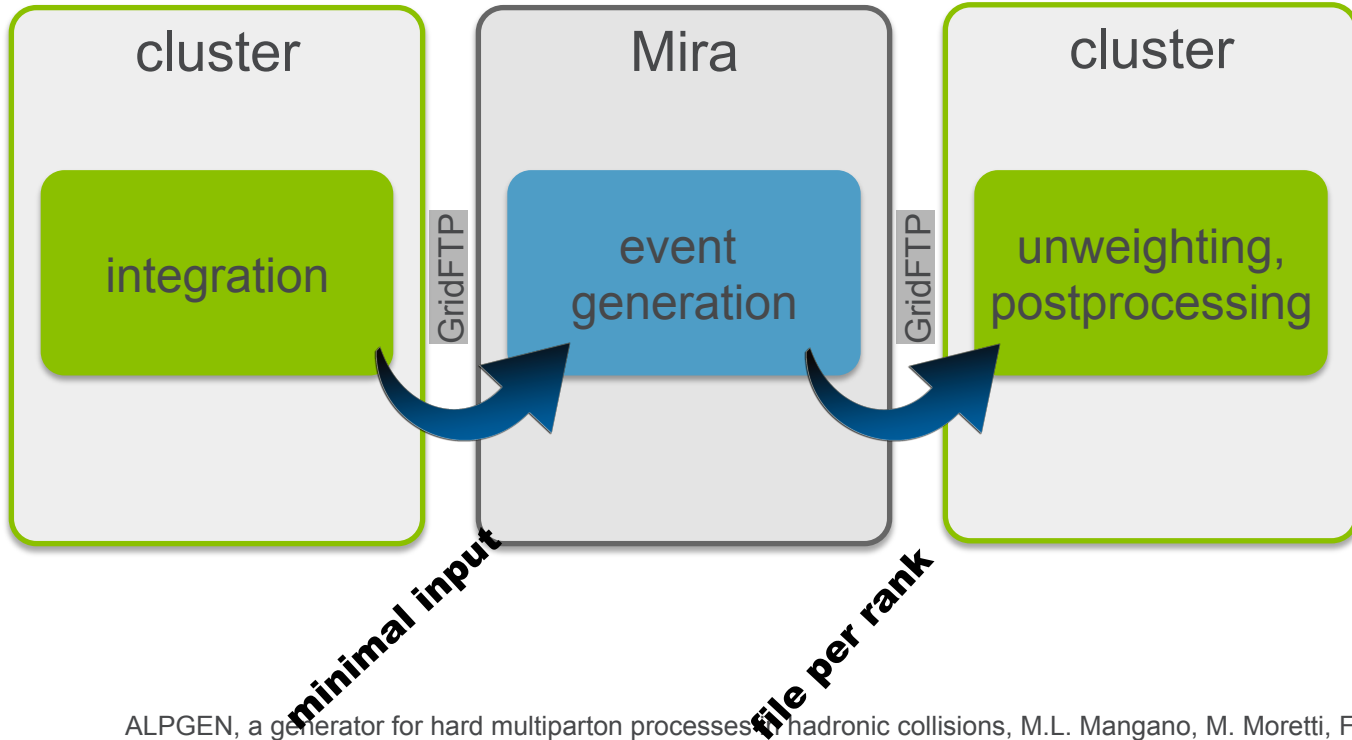 cluster
Mira
cluster
integration
GridFTP
event
generation
GridFTP
unweighting,
postprocessing
minimal input
file per rank
ALPGEN, a generator for hard multiparton processes hadronic collisions, M.L. Mangano, M. Moretti, F